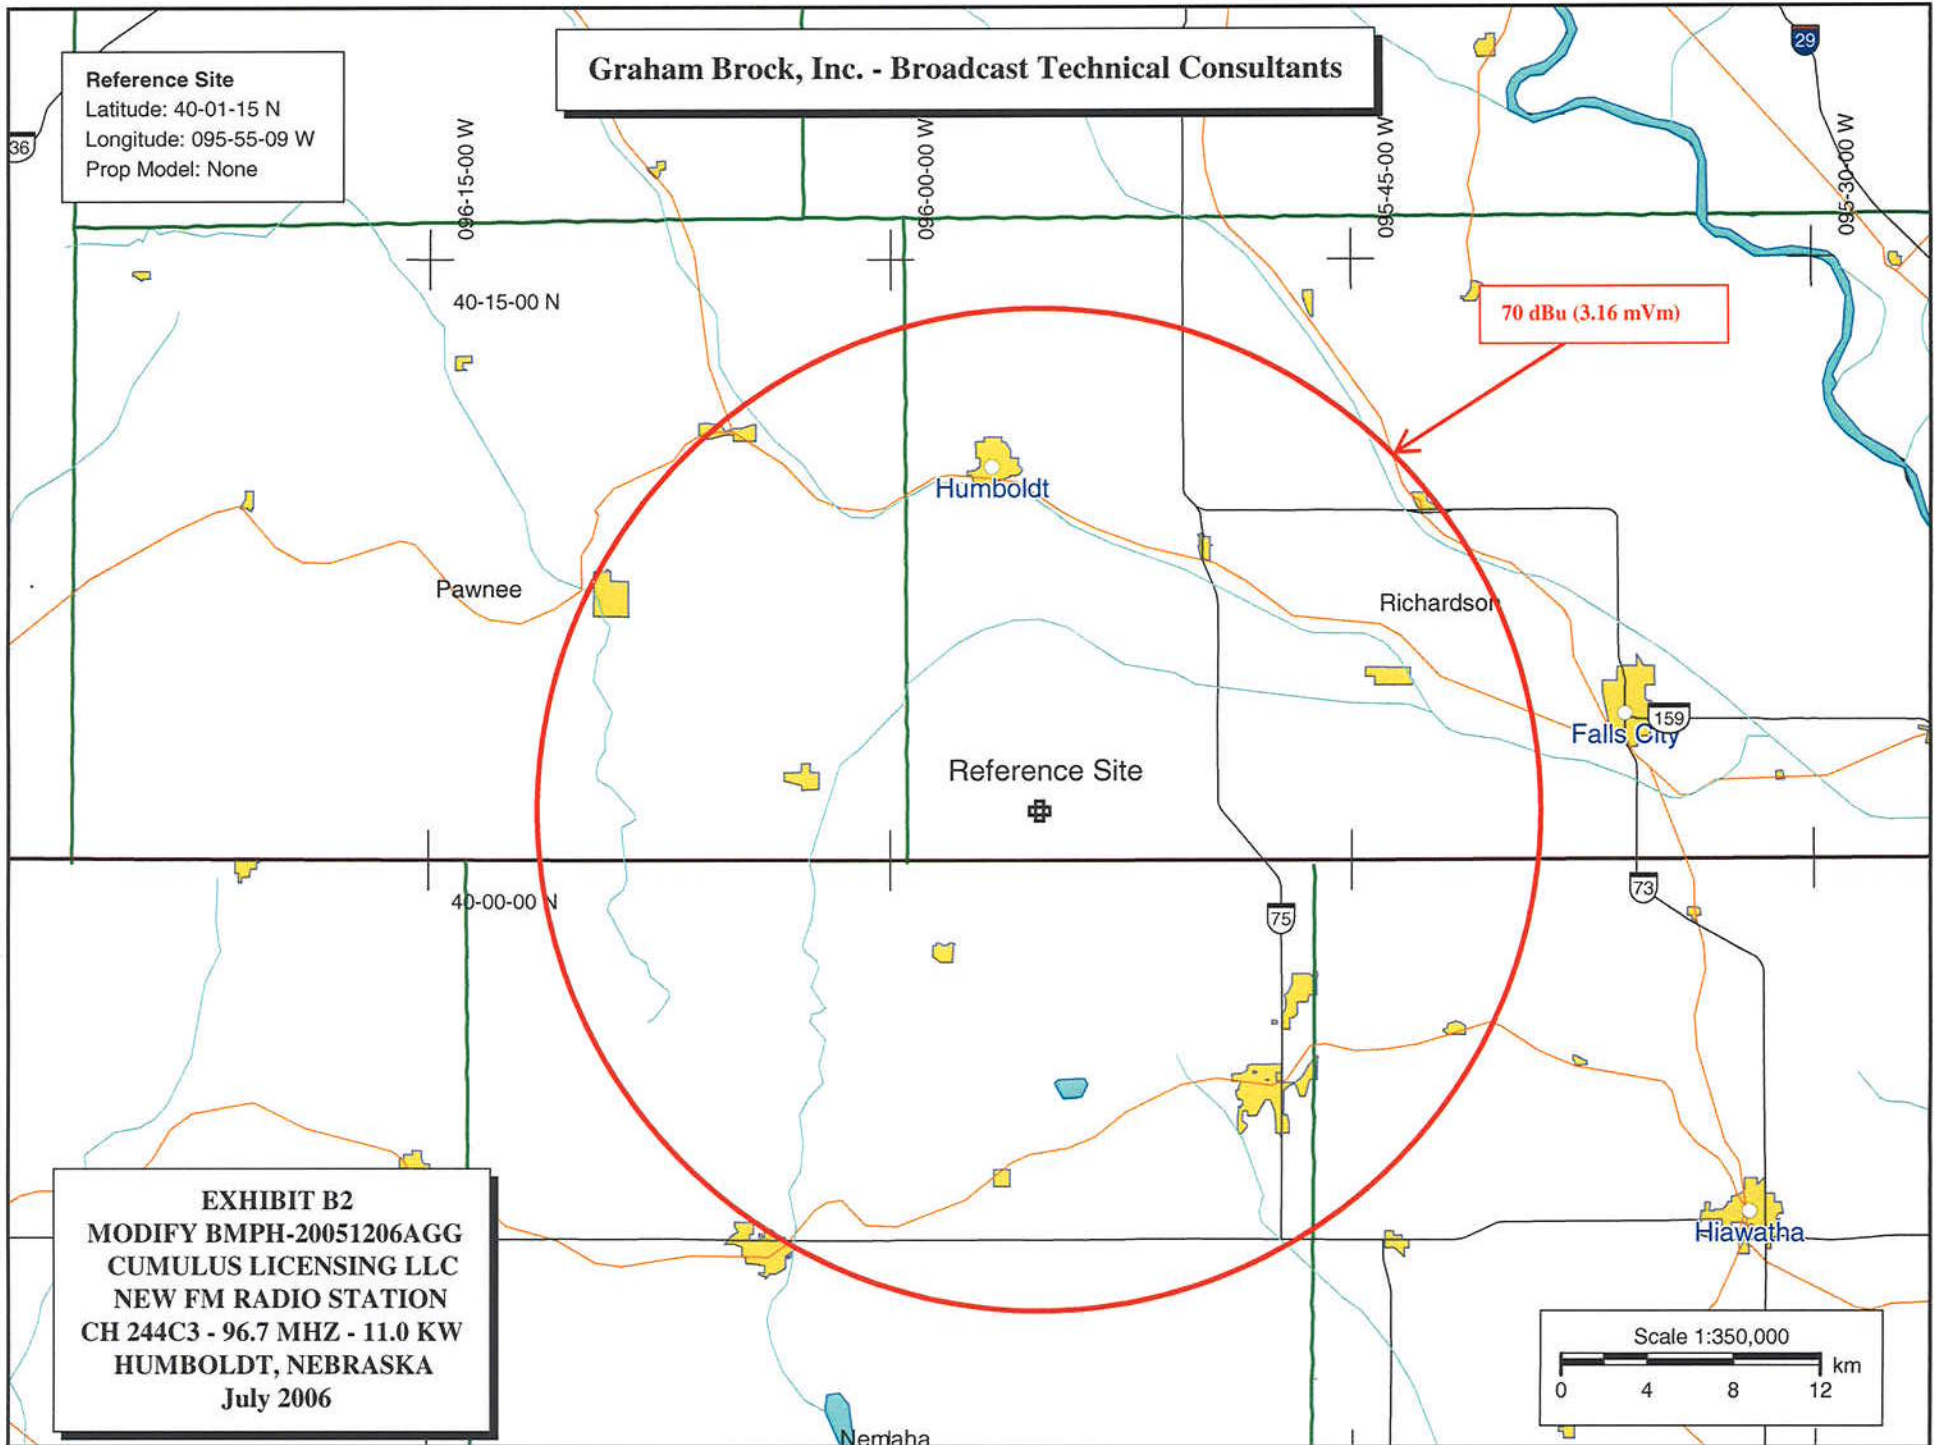 Graham Brock, Inc. - Broadcast Technical Consultants
Reference Site
Latitude: 40-01-15 N
Longitude: 095-55-09 W
Prop Model: None
29
36
096-15-00 W
096-00-00 W
095-45-00 W
095-30-00 W
40-15-00 N
70 dBu (3.16 mVm)
Humboldt
Pawnee
Richardson
159
Falls City
Reference Site
40-00-00 N
73
75
Hiawatha
EXHIBIT B2
MODIFY BMPH-20051206AGG
CUMULUS LICENSING LLC
NEW FM RADIO STATION
CH 244C3 - 96.7 MHZ - 11.0 KW
HUMBOLDT, NEBRASKA
July 2006
Scale 1:350,000
km
0 4 8 12
Nemaha